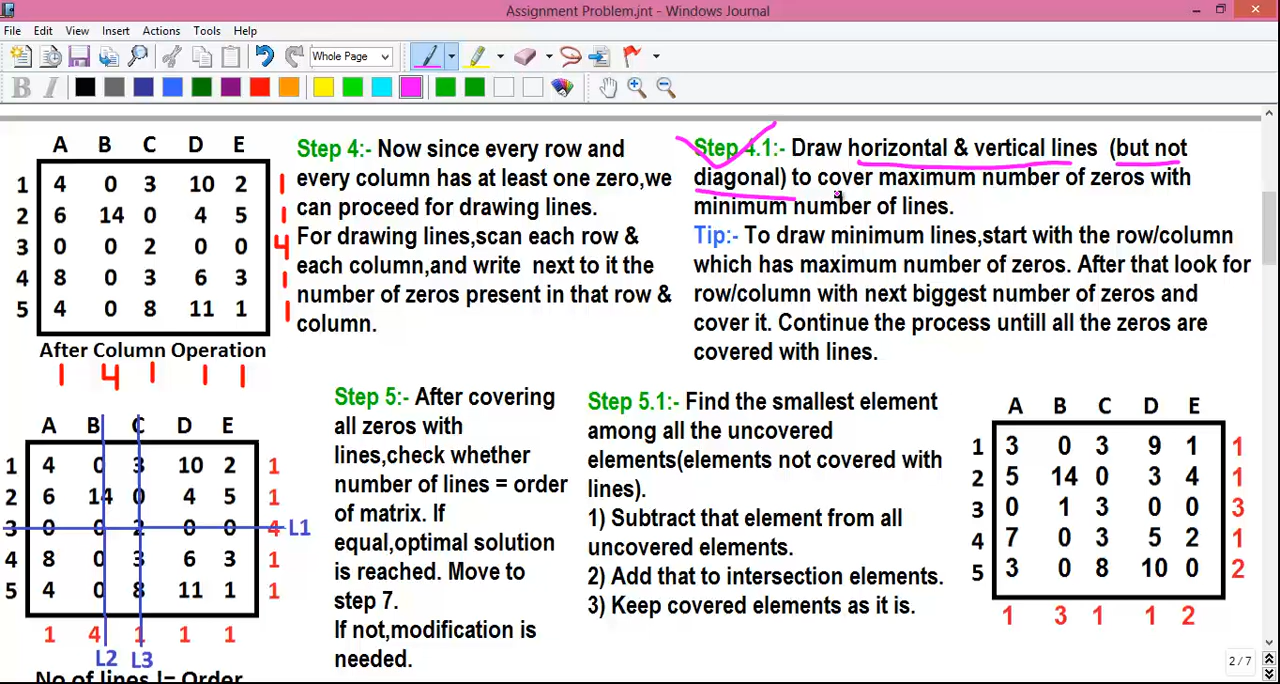 Assignment Problem.jnt - Windows Journal
File Edit View Insert Actions Tools Help
Whole Page
B I
A B C D E
1 4 0 3 10 2 1
2 6 14 0 4 5 1
3 0 0 2 0 0 4
4 8 0 3 6 3 1
5 4 0 8 11 1 1
After Column Operation
1 4 1 1 1
Step 4:- Now since every row and
every column has at least one zero,we
can proceed for drawing lines.
For drawing lines,scan each row &
each column,and write next to it the
number of zeros present in that row &
column.
Step 4.1:- Draw horizontal & vertical lines (but not
diagonal) to cover maximum number of zeros with
minimum number of lines.
Tip:- To draw minimum lines,start with the row/column
which has maximum number of zeros. After that look for
row/column with next biggest number of zeros and
cover it. Continue the process untill all the zeros are
covered with lines.
A B C D E
1 4 0 3 10 2 1
2 6 14 0 4 5 1
3 0 0 2 0 0 4 L1
4 8 0 3 6 3 1
5 4 0 8 11 1 1
1 4 1 1 1
L2 L3
No of lines != Order
Step 5:- After covering
all zeros with
lines,check whether
number of lines = order
of matrix. If
equal,optimal solution
is reached. Move to
step 7.
If not,modification is
needed.
Step 5.1:- Find the smallest element
among all the uncovered
elements(elements not covered with
lines).
1) Subtract that element from all
uncovered elements.
2) Add that to intersection elements.
3) Keep covered elements as it is.
A B C D E
1 3 0 3 9 1 1
2 5 14 0 3 4 1
3 0 1 3 0 0 3
4 7 0 3 5 2 1
5 3 0 8 10 0 2
1 3 1 1 2
2 / 7